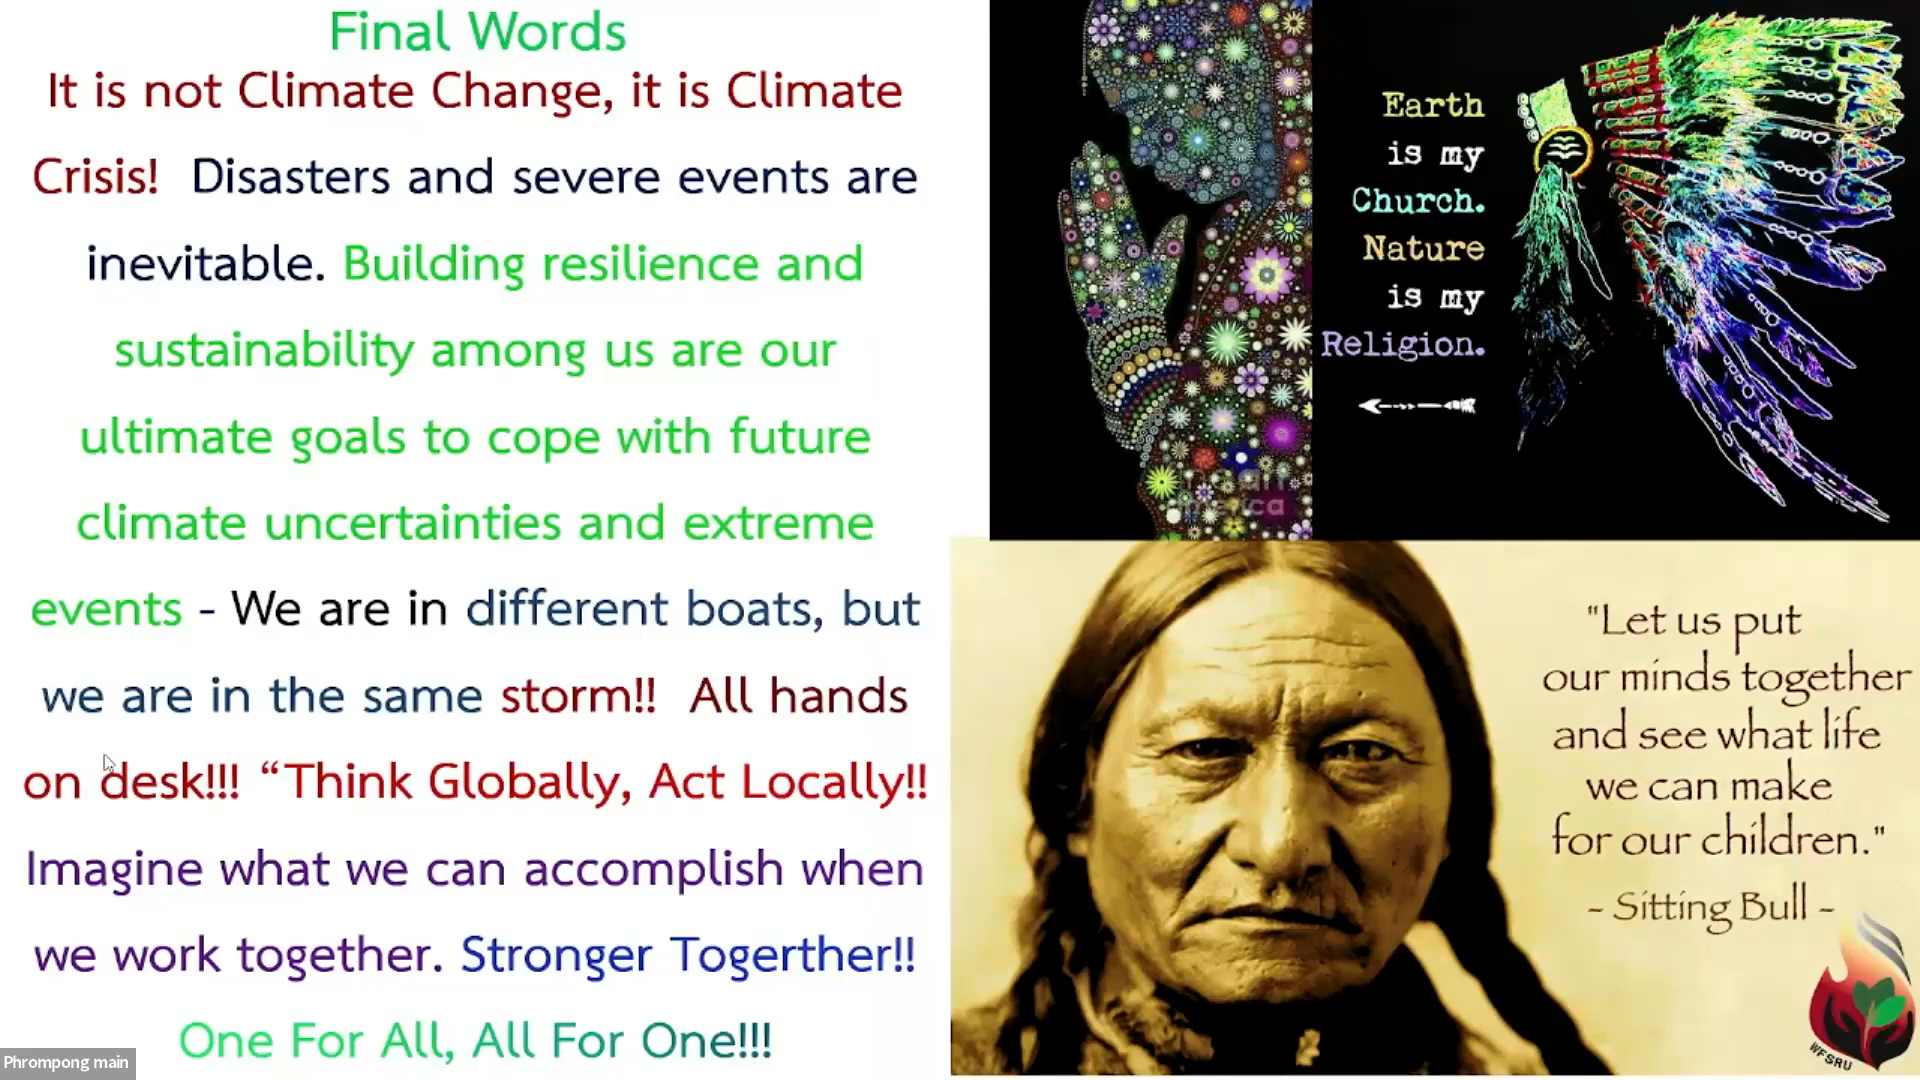 Final Words
It is not Climate Change, it is Climate
Crisis!  Disasters and severe events are
inevitable. Building resilience and
sustainability among us are our
ultimate goals to cope with future
climate uncertainties and extreme
events - We are in different boats, but
we are in the same storm!!  All hands
on desk!!! “Think Globally, Act Locally!!
Imagine what we can accomplish when
we work together. Stronger Togerther!!
One For All, All For One!!!
Phrompong main
Earth
is my
Church.
Nature
is my
Religion.
"Let us put
our minds together
and see what life
we can make
for our children."
- Sitting Bull -
WFSRU